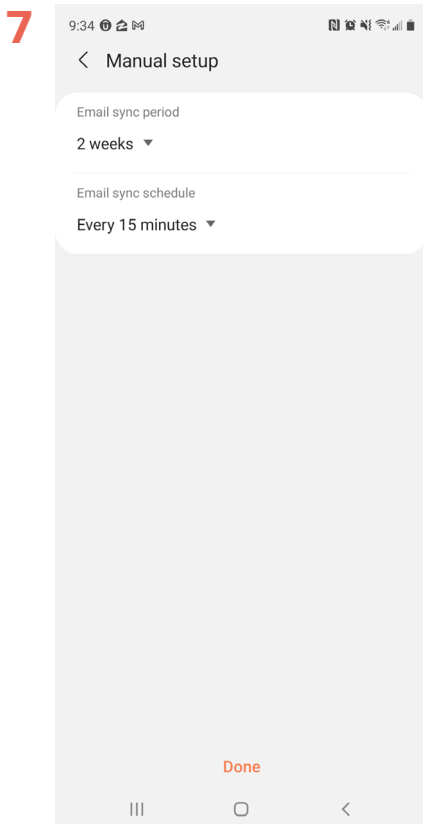 7
9:34
Manual setup
Email sync period
2 weeks
Email sync schedule
Every 15 minutes
Done